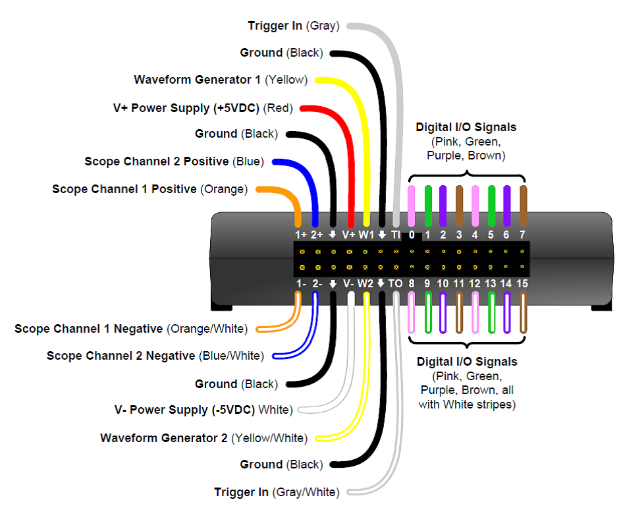 Trigger In (Gray)
Ground (Black)
Waveform Generator 1 (Yellow)
V+ Power Supply (+5VDC) (Red)
Ground (Black)
Scope Channel 2 Positive (Blue)
Scope Channel 1 Positive (Orange)
Digital I/O Signals
(Pink, Green,
Purple, Brown)
1+ 2+ V+ W1 TI 0 1 2 3 4 5 6 7
1- 2- V- W2 TO 8 9 10 11 12 13 14 15
Scope Channel 1 Negative (Orange/White)
Scope Channel 2 Negative (Blue/White)
Ground (Black)
V- Power Supply (-5VDC) White)
Waveform Generator 2 (Yellow/White)
Ground (Black)
Trigger In (Gray/White)
Digital I/O Signals
(Pink, Green,
Purple, Brown, all
with White stripes)